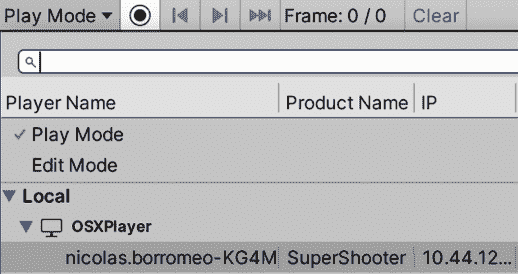 Play Mode Frame: 0 / 0 Clear
Player Name Product Name IP
Play Mode
Edit Mode
Local
OSXPlayer
nicolas.borromeo-KG4M SuperShooter 10.44.12...